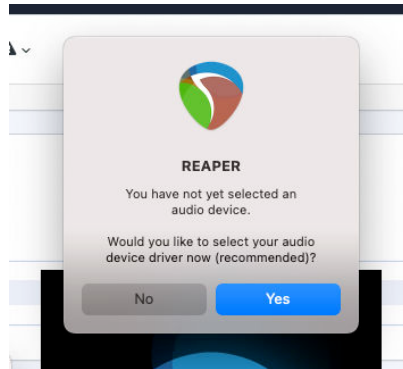 REAPER
You have not yet selected an
audio device.
Would you like to select your audio
device driver now (recommended)?
No
Yes